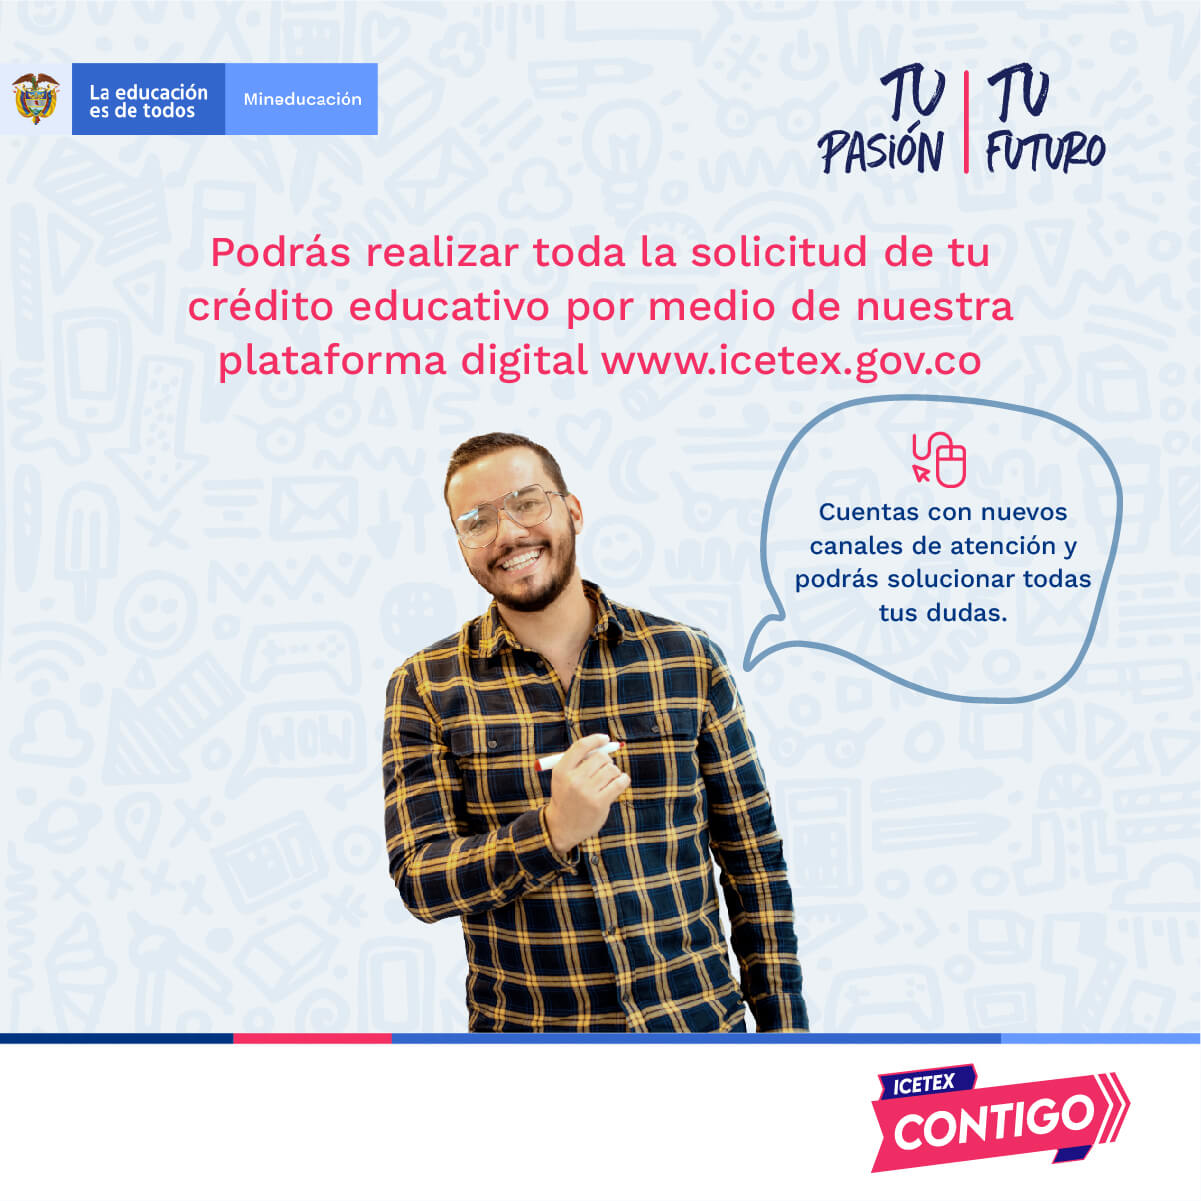 La educación
es de todos
Mineducación
TU PASIÓN
TU FUTURO
Podrás realizar toda la solicitud de tu
crédito educativo por medio de nuestra
plataforma digital www.icetex.gov.co
Cuentas con nuevos
canales de atención y
podrás solucionar todas
tus dudas.
WOW
ICETEX
CONTIGO